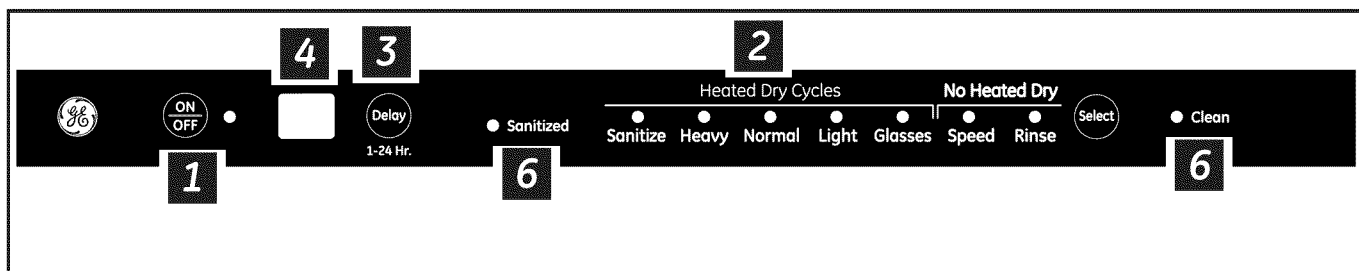 4
3
2
GE
ON
OFF
Delay
1-24 Hr.
Sanitized
Heated Dry Cycles
No Heated Dry
Sanitize Heavy Normal Light Glasses Speed Rinse
Select
Clean
1
6
6